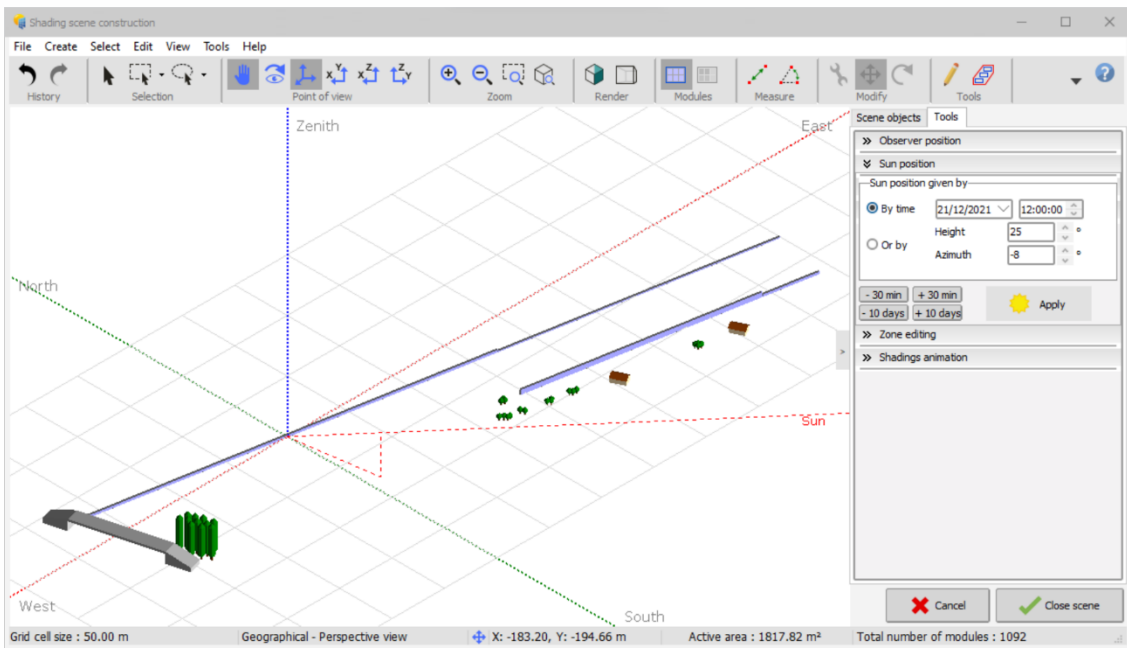 Shading scene construction
File Create Select Edit View Tools Help
History Selection Point of view Zoom Render Modules Measure Modify Tools
Zenith
East
North
Sun
West
South
Scene objects Tools
Observer position
Sun position
Sun position given by
By time 21/12/2021 12:00:00
Height 25 °
Or by
Azimuth -8 °
- 30 min + 30 min
Apply
- 10 days + 10 days
Zone editing
Shadings animation
Cancel Close scene
Grid cell size : 50.00 m Geographical - Perspective view X: -183.20, Y: -194.66 m Active area : 1817.82 m² Total number of modules : 1092